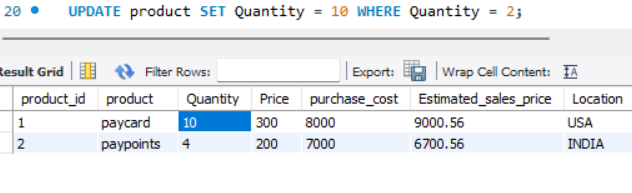 20 UPDATE product SET Quantity = 10 WHERE Quantity = 2;
Result Grid Filter Rows: Export: Wrap Cell Content: IA
product_id product Quantity Price purchase_cost Estimated_sales_price Location
1 paycard 10 300 8000 9000.56 USA
2 paypoints 4 200 7000 6700.56 INDIA